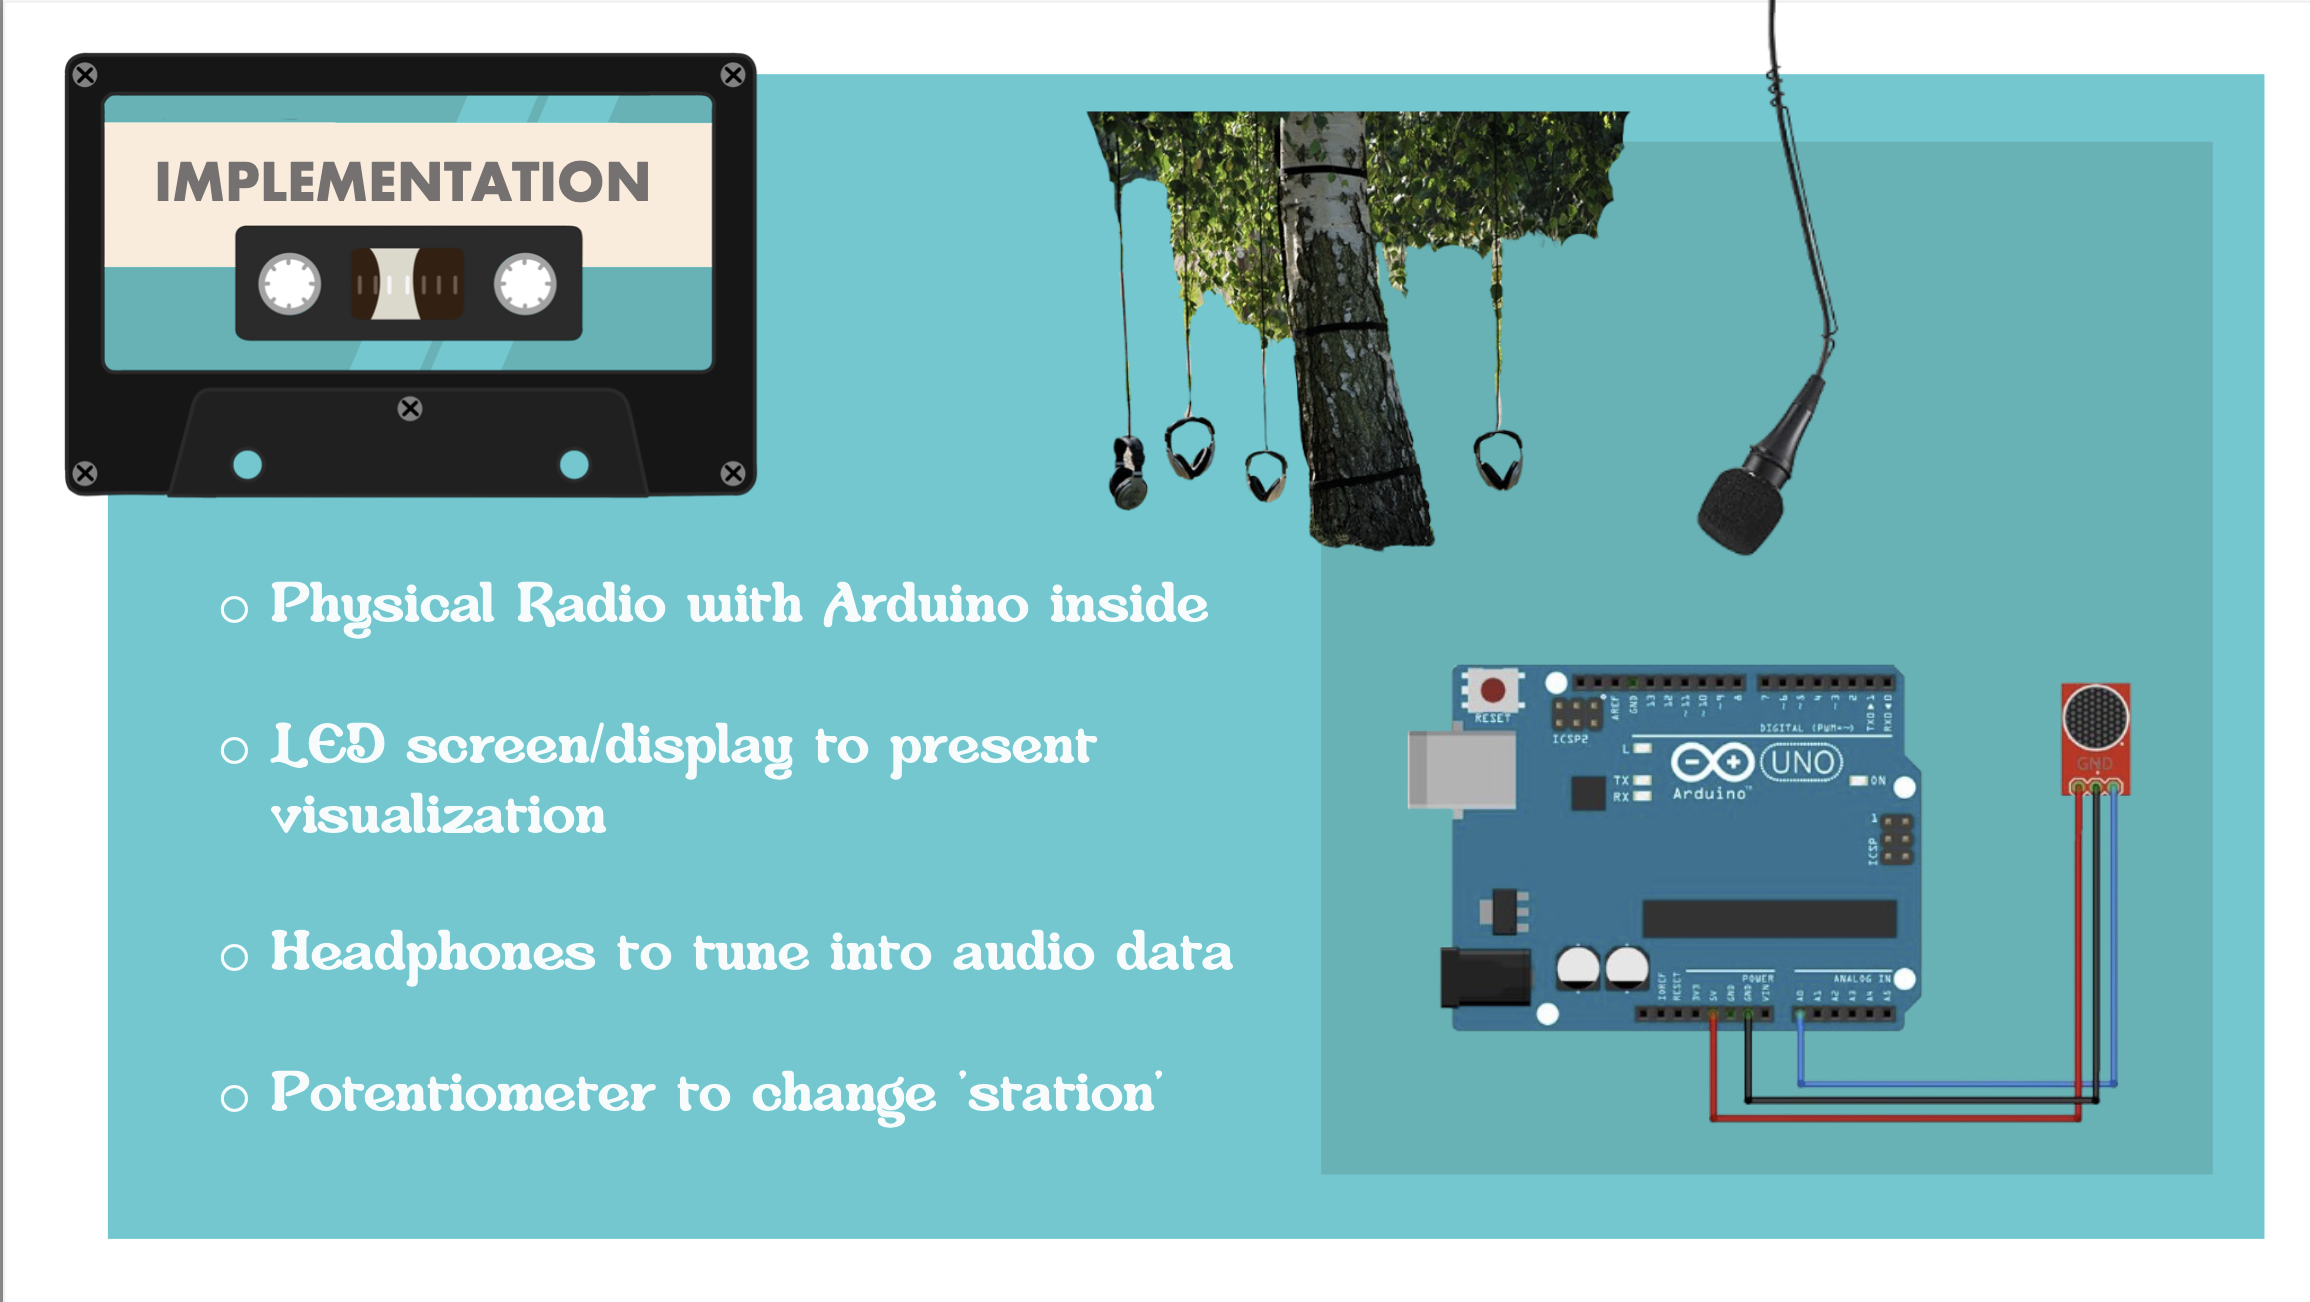 IMPLEMENTATION
Physical Radio with Arduino inside
LED screen/display to present
visualization
Headphones to tune into audio data
Potentiometer to change 'station'
RESET
ICSP2
AREF
GND
13
12
~11
~10
~9
8
7
~6
~5
4
~3
2
TX0▶1
RX0◀0
DIGITAL (PWM=~)
L
TX
RX
UNO
Arduino™
ON
1
ICSP
IOREF
RESET
3V3
5V
GND
GND
VIN
POWER
ANALOG IN
A0
A1
A2
A3
A4
A5
GND